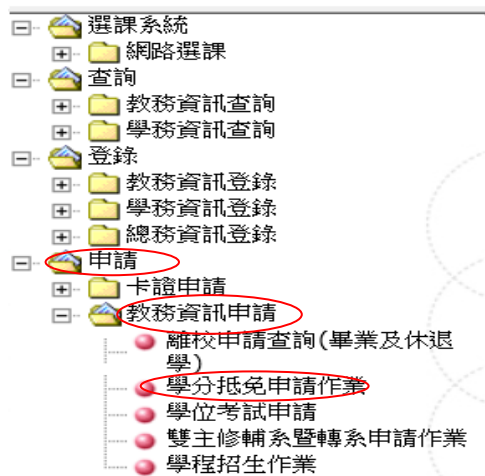 選課系統
網路選課
查詢
教務資訊查詢
學務資訊查詢
登錄
教務資訊登錄
學務資訊登錄
總務資訊登錄
申請
卡證申請
教務資訊申請
離校申請查詢(畢業及休退
學)
學分抵免申請作業
學位考試申請
雙主修輔系暨轉系申請作業
學程招生作業